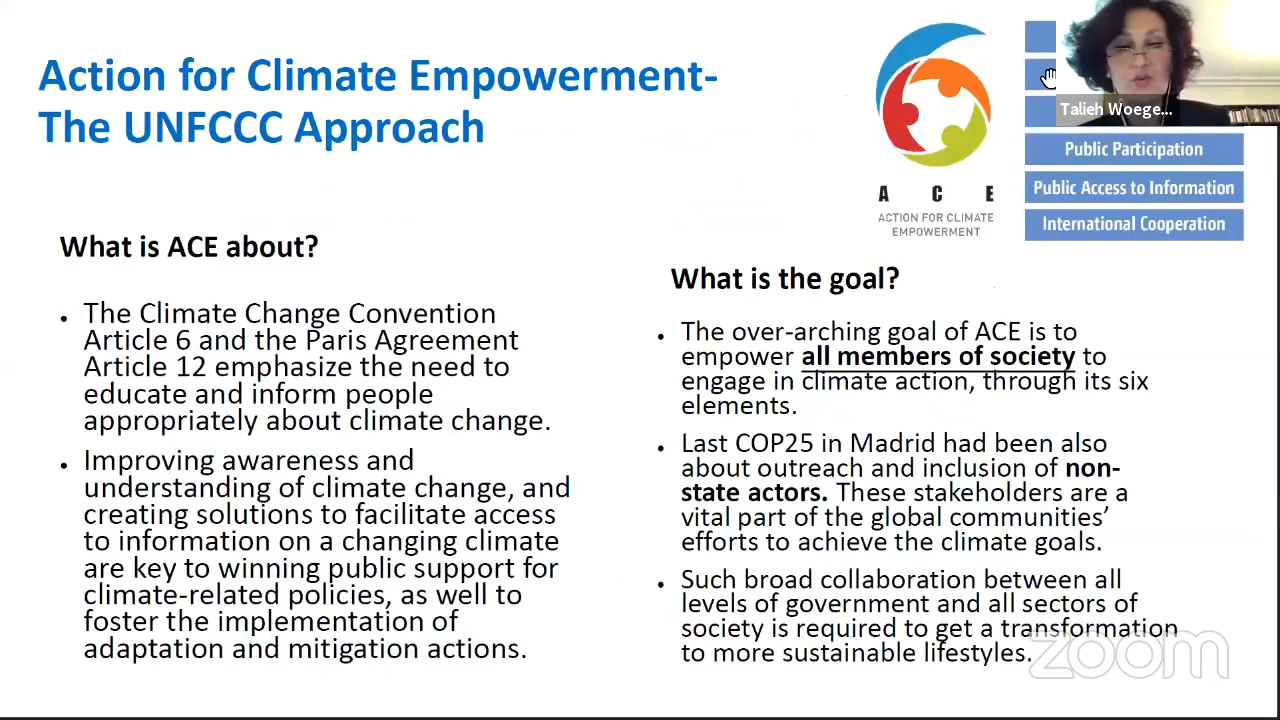 Action for Climate Empowerment-
The UNFCCC Approach
A C E
ACTION FOR CLIMATE
EMPOWERMENT
Talieh Woege...
Public Participation
Public Access to Information
International Cooperation
What is ACE about?
• The Climate Change Convention
Article 6 and the Paris Agreement
Article 12 emphasize the need to
educate and inform people
appropriately about climate change.
• Improving awareness and
understanding of climate change, and
creating solutions to facilitate access
to information on a changing climate
are key to winning public support for
climate-related policies, as well to
foster the implementation of
adaptation and mitigation actions.
What is the goal?
• The over-arching goal of ACE is to
empower all members of society to
engage in climate action, through its six
elements.
• Last COP25 in Madrid had been also
about outreach and inclusion of non-
state actors. These stakeholders are a
vital part of the global communities’
efforts to achieve the climate goals.
• Such broad collaboration between all
levels of government and all sectors of
society is required to get a transformation
to more sustainable lifestyles.
zoom